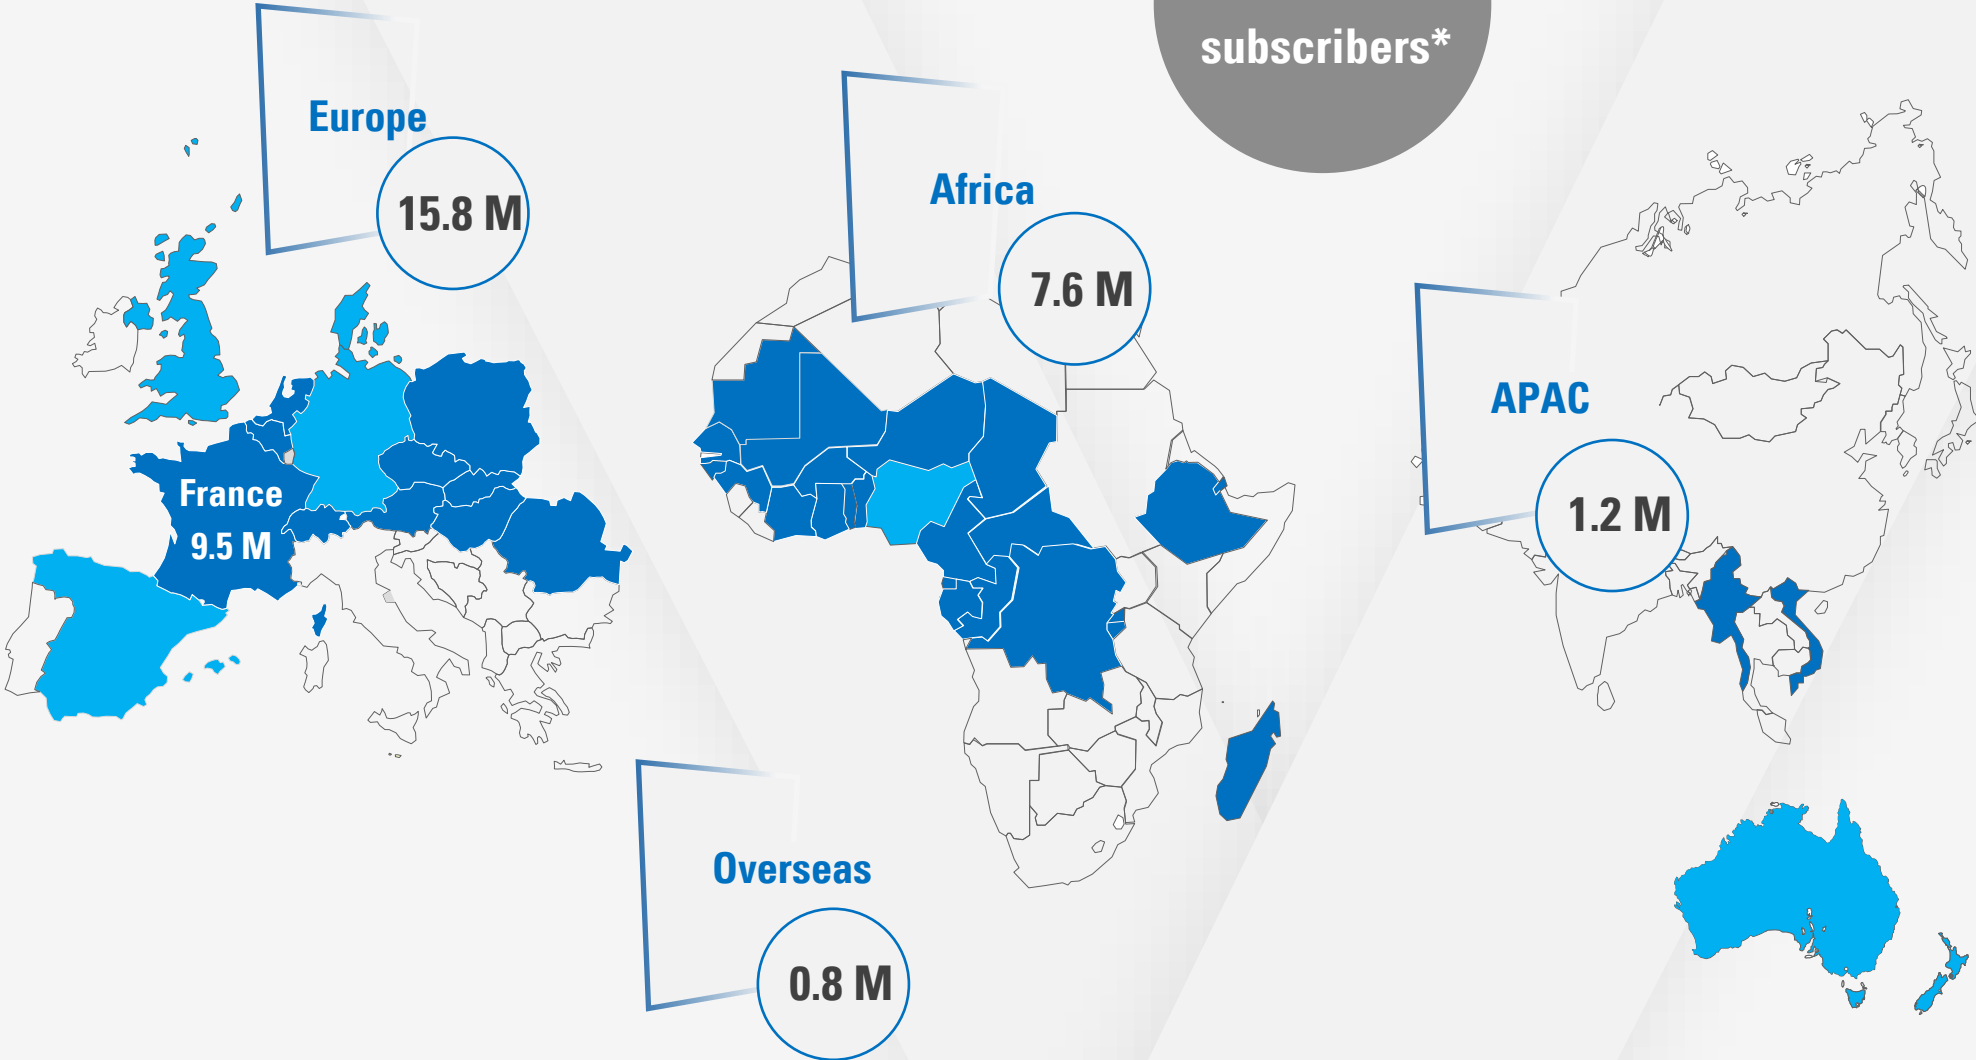 subscribers*
Europe
15.8 M
Africa
7.6 M
APAC
1.2 M
France
9.5 M
Overseas
0.8 M